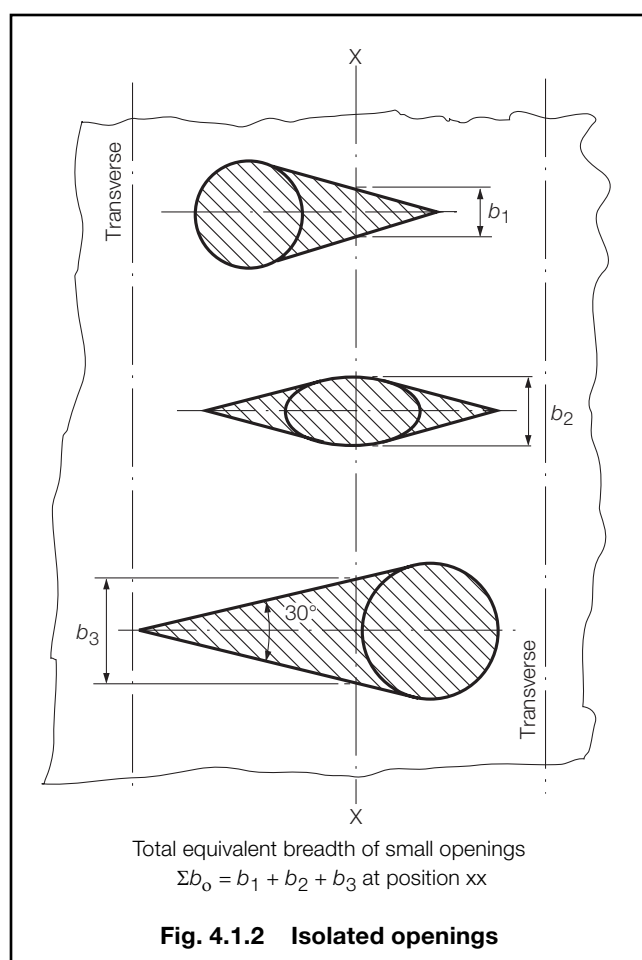 X
Transverse
b1
b2
30°
b3
Transverse
X
Total equivalent breadth of small openings
Σbo = b1 + b2 + b3 at position xx
Fig. 4.1.2 Isolated openings